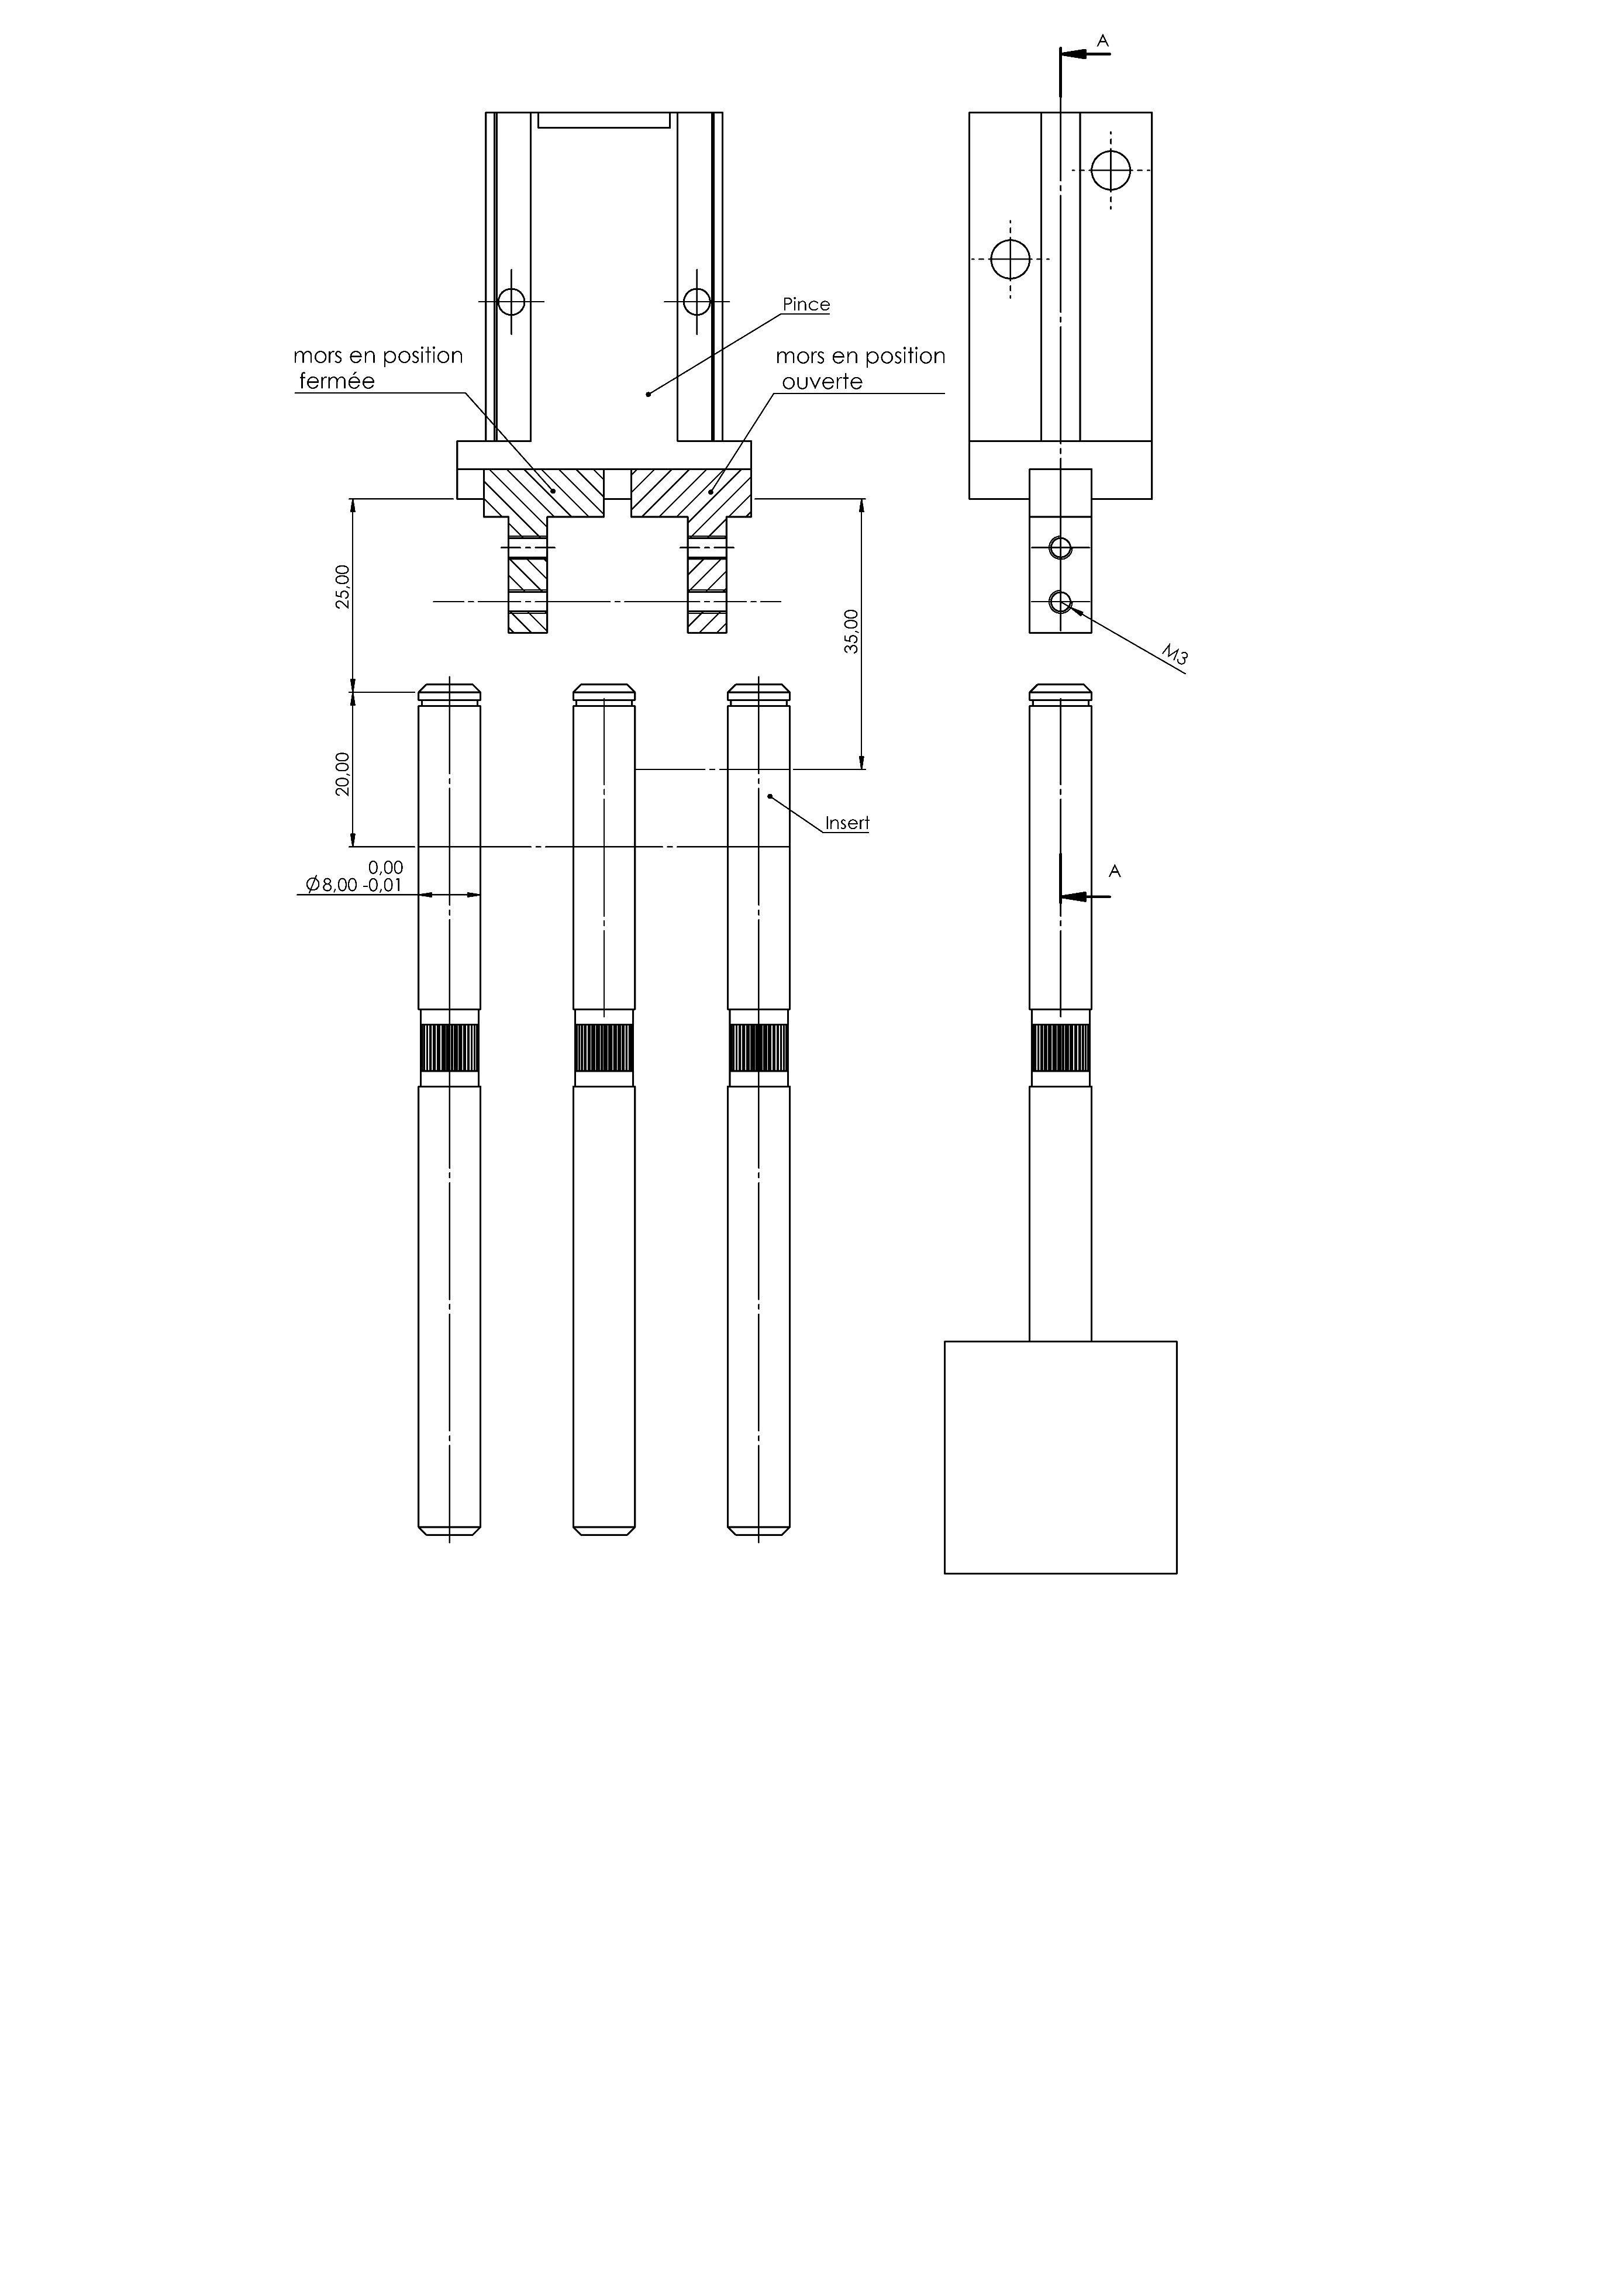 A
Pince
mors en position
fermée
mors en position
ouverte
25,00
35,00
M3
20,00
Insert
0,00
Ø8,00 -0,01
A